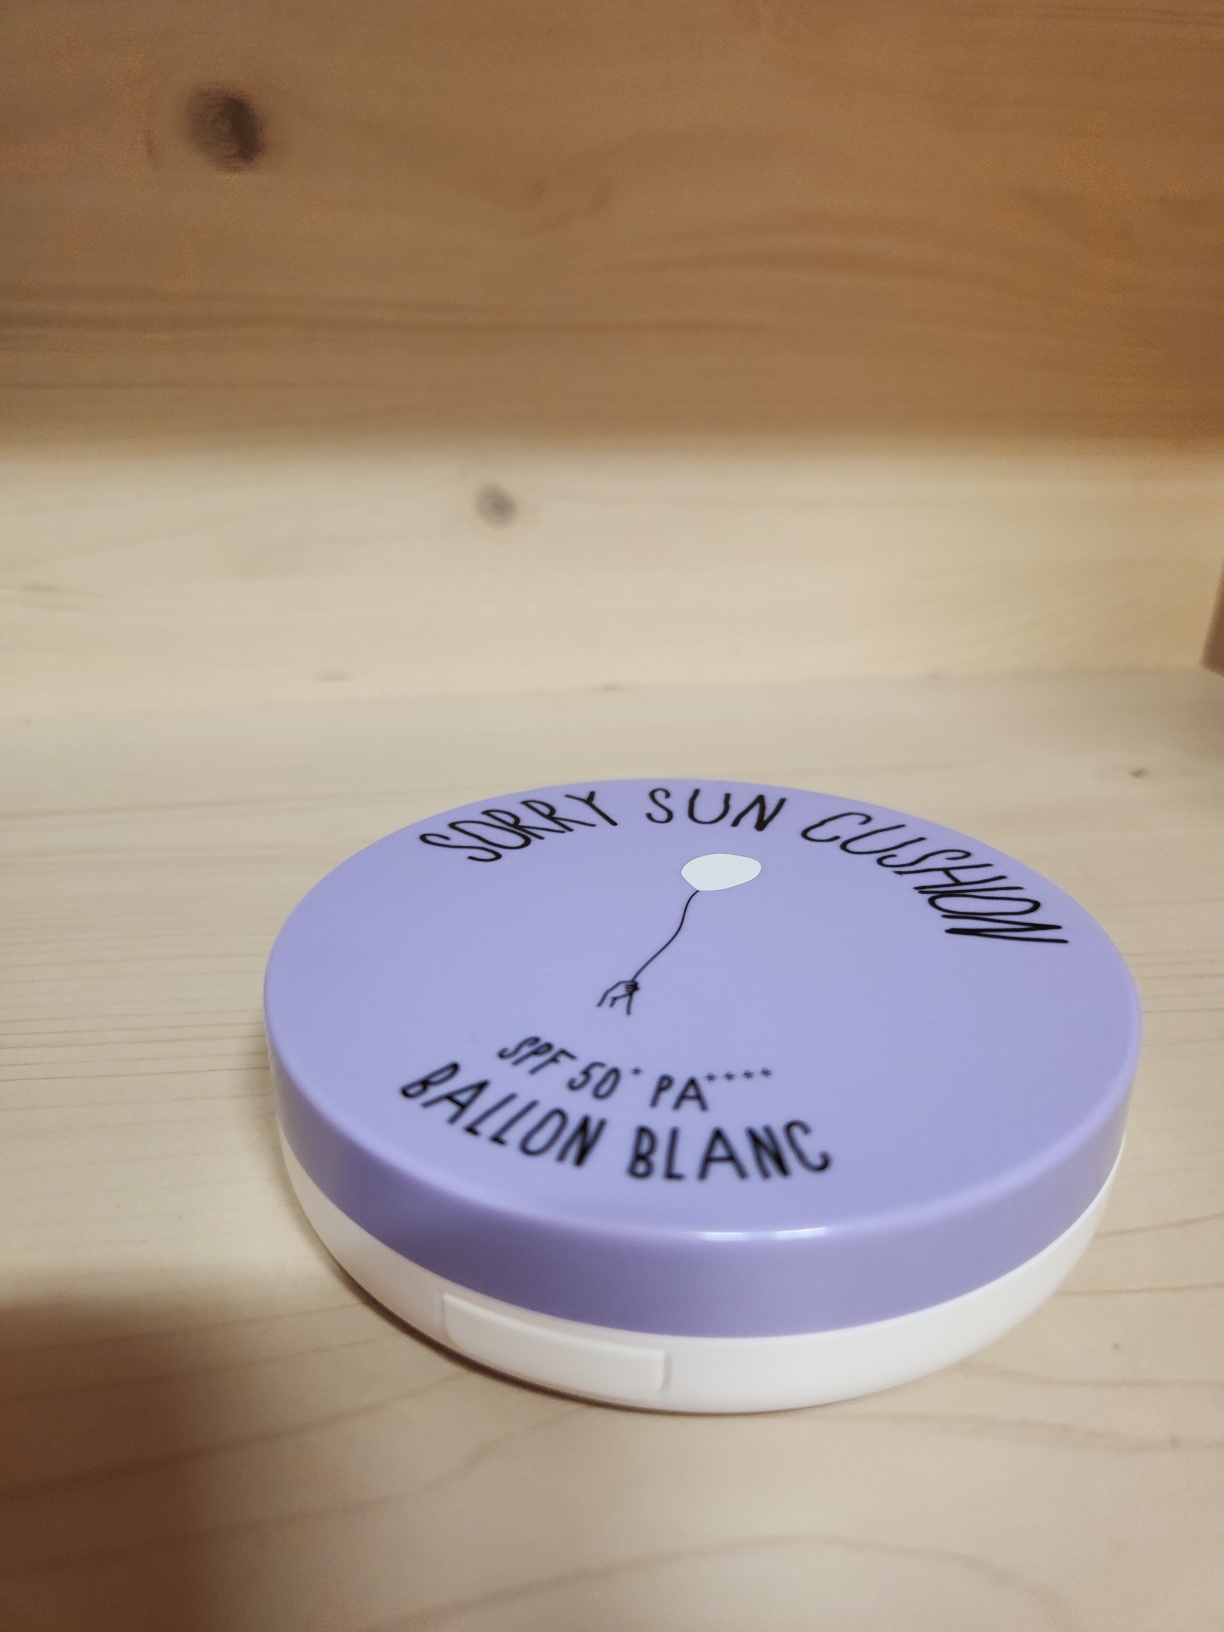 SORRY SUN CUSHION
SPF 50+ PA++++
BALLON BLANC